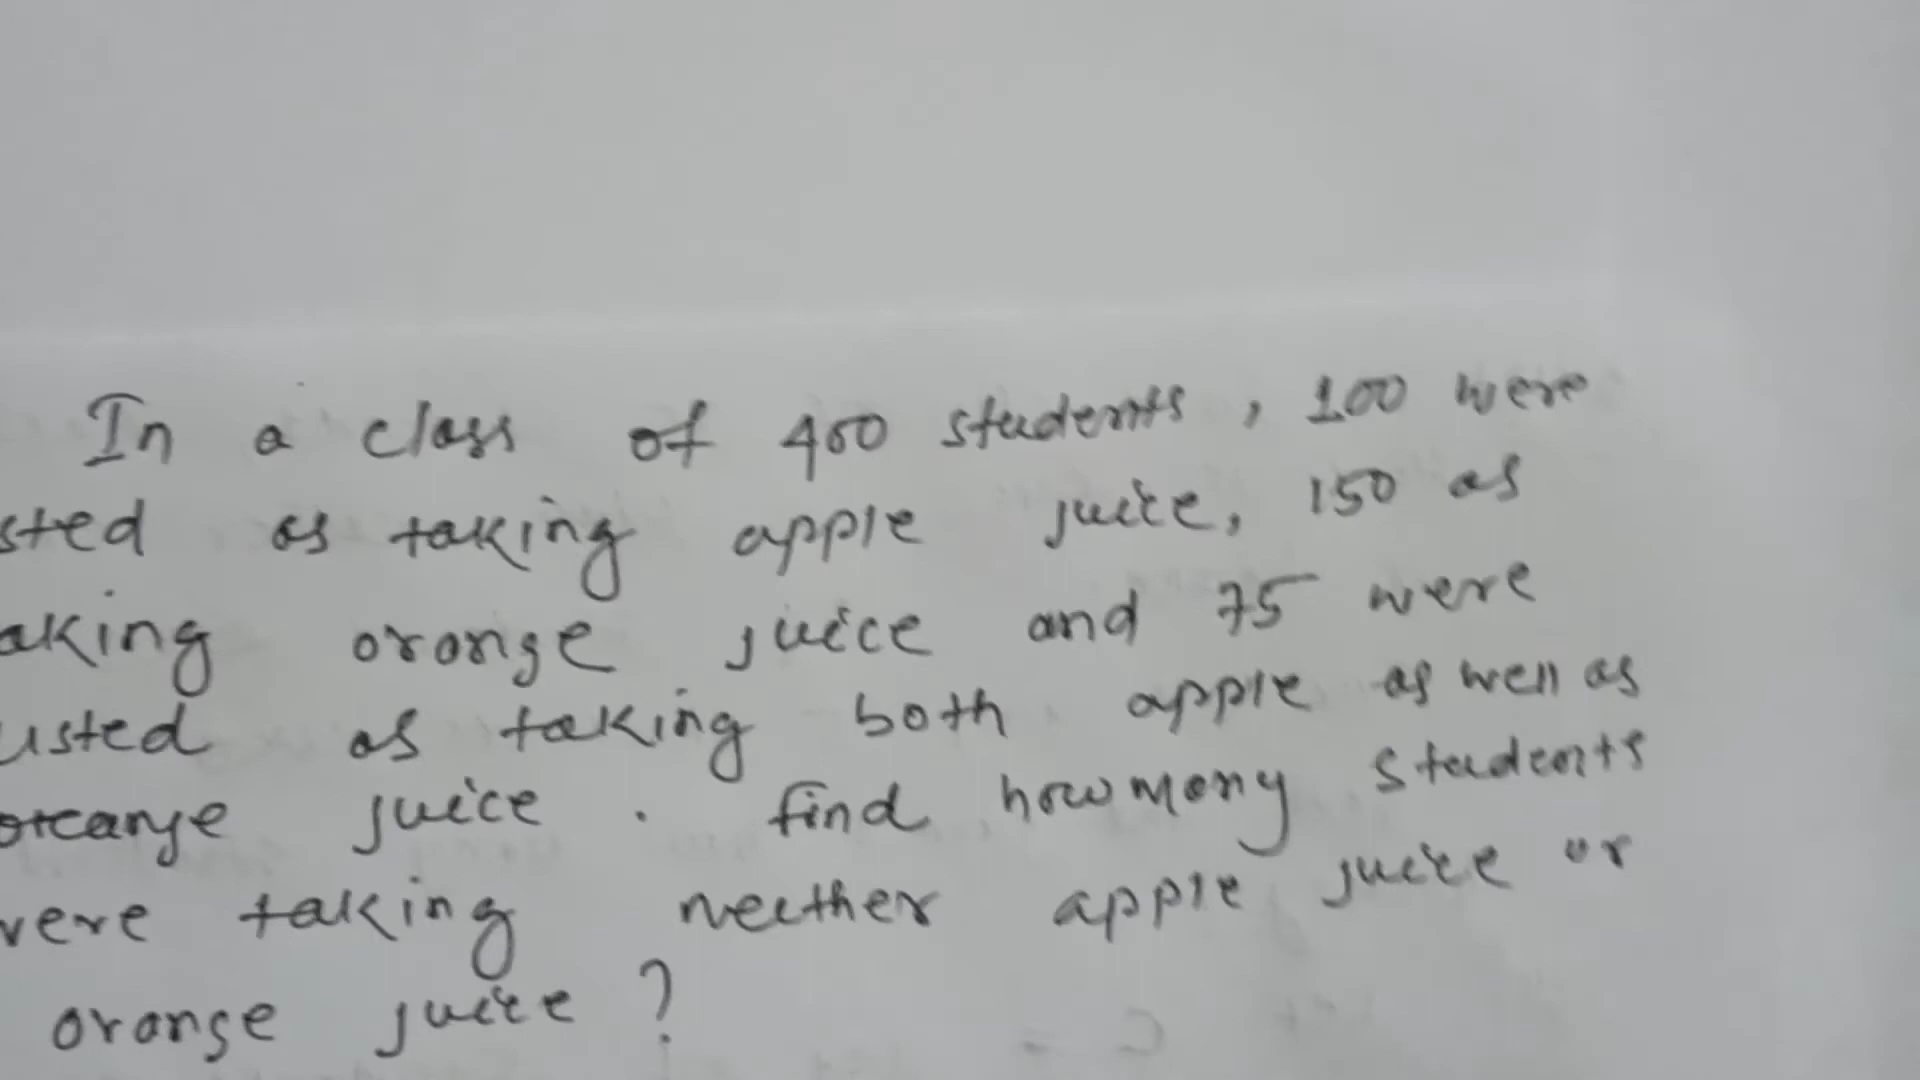 In a class of 400 students, 100 were
sted as taking apple juice, 150 as
aking orange juice and 75 were
isted as taking both apple as well as
orange juice. find how many students
vere taking neither apple juice or
orange juice?